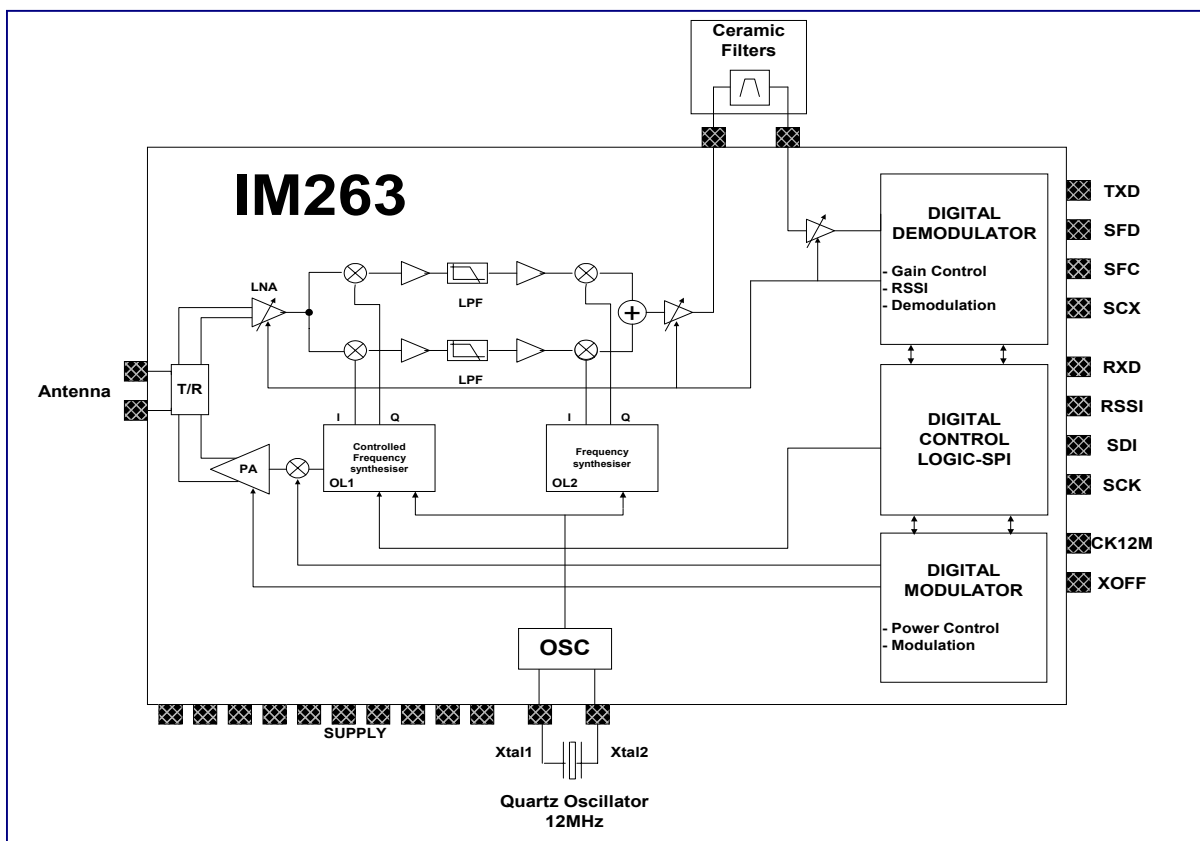 Ceramic
Filters
IM263
DIGITAL
DEMODULATOR
- Gain Control
- RSSI
- Demodulation
TXD
SFD
SFC
SCX
LNA
LPF
LPF
Antenna
T/R
I
Q
I
Q
Controlled
Frequency
synthesiser
OL1
Frequency
synthesiser
OL2
PA
DIGITAL
CONTROL
LOGIC-SPI
RXD
RSSI
SDI
SCK
CK12M
XOFF
DIGITAL
MODULATOR
- Power Control
- Modulation
OSC
SUPPLY
Xtal1
Xtal2
Quartz Oscillator
12MHz